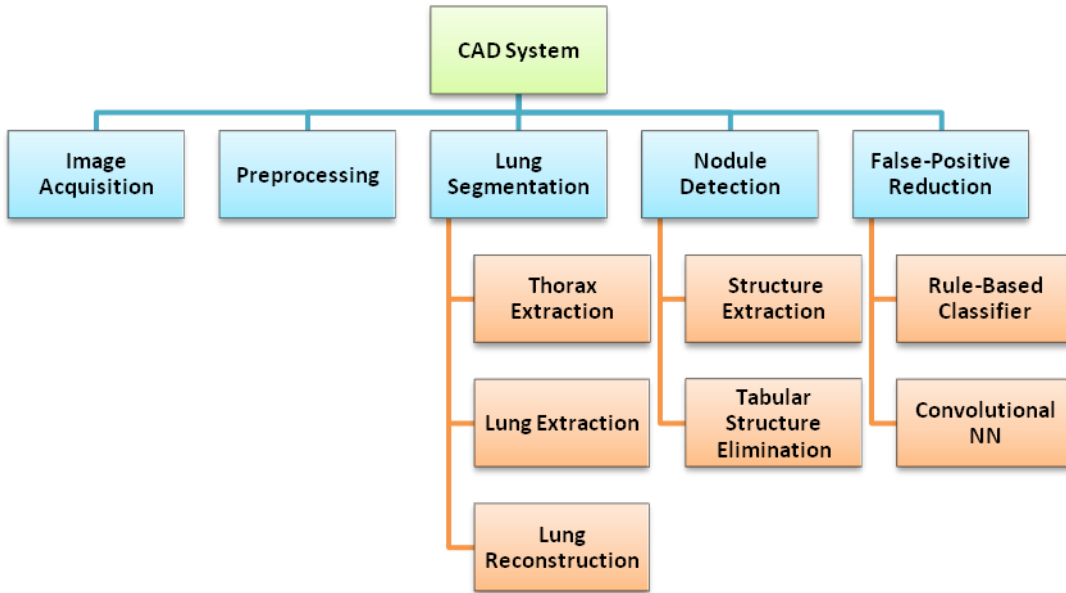 CAD System
Image
Acquisition
Preprocessing
Lung
Segmentation
Nodule
Detection
False-Positive
Reduction
Thorax
Extraction
Structure
Extraction
Rule-Based
Classifier
Lung Extraction
Tabular
Structure
Elimination
Convolutional
NN
Lung
Reconstruction